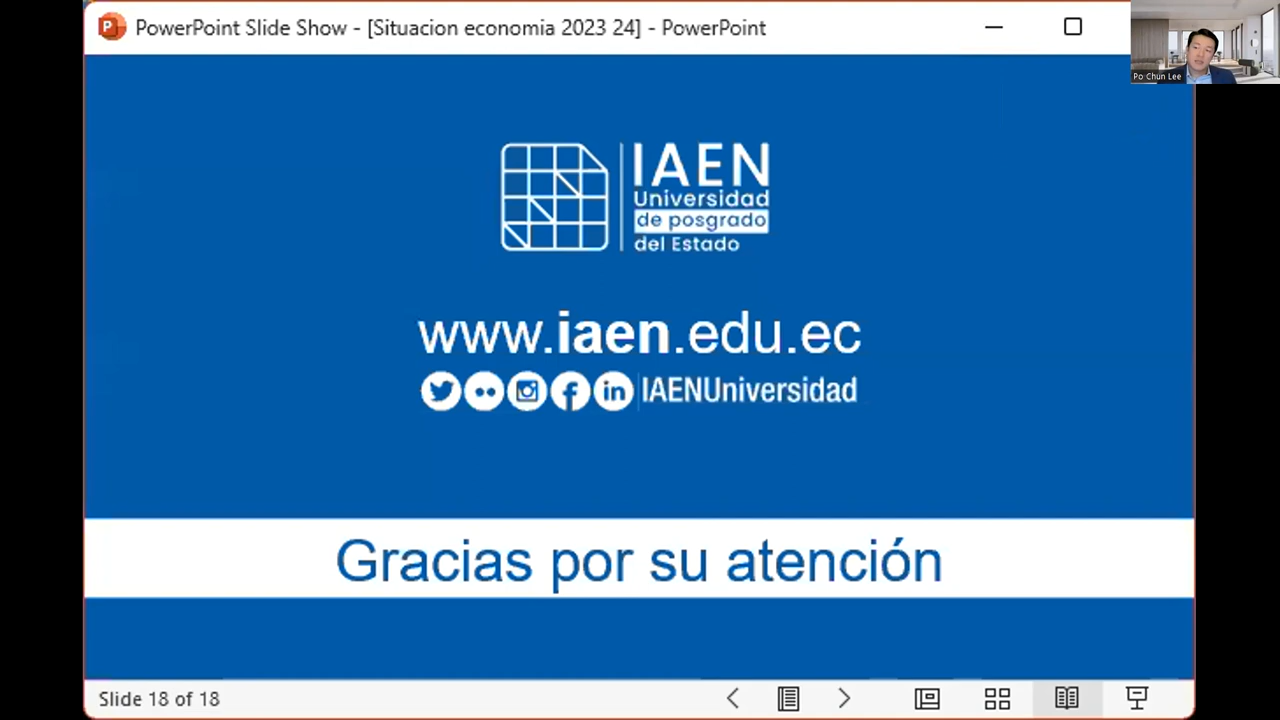 PowerPoint Slide Show - [Situacion economia 2023 24] - PowerPoint
Po Chun Lee
IAEN
Universidad
de posgrado
del Estado
www.iaen.edu.ec
IAENUniversidad
Gracias por su atención
Slide 18 of 18